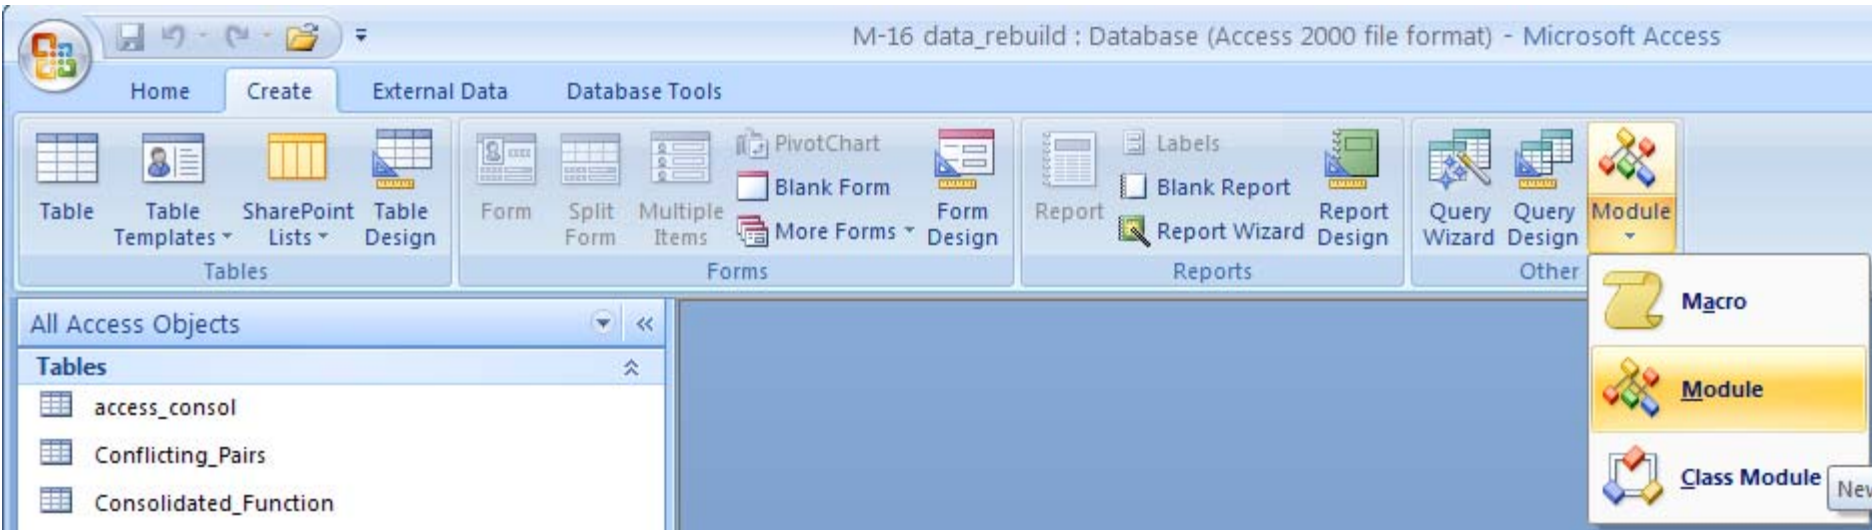 M-16 data_rebuild : Database (Access 2000 file format) - Microsoft Access
Home Create External Data Database Tools
Table
Table
Templates
SharePoint
Lists
Table
Design
Tables
Form
Split
Form
Multiple
Items
PivotChart
Blank Form
More Forms
Form
Design
Forms
Report
Labels
Blank Report
Report Wizard
Report
Design
Reports
Query
Wizard
Query
Design
Module
Other
Macro
Module
Class Module
All Access Objects
Tables
access_consol
Conflicting_Pairs
Consolidated_Function